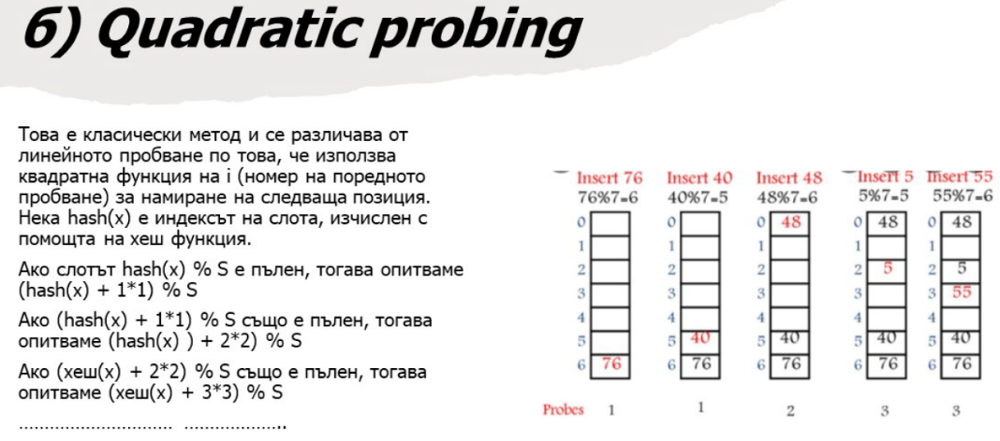 6) Quadratic probing
Това е класически метод и се различава от
линейното пробване по това, че използва
квадратна функция на i (номер на поредното
пробване) за намиране на следваща позиция.
Нека hash(x) е индексът на слота, изчислен с
помощта на хеш функция.
Ако слотът hash(x) % S е пълен, тогава опитваме
(hash(x) + 1*1) % S
Ако (hash(x) + 1*1) % S също е пълен, тогава
опитваме (hash(x) ) + 2*2) % S
Ако (хеш(x) + 2*2) % S също е пълен, тогава
опитваме (хеш(x) + 3*3) % S
.............................. ...................
Insert 76 Insert 40 Insert 48 Insert 5 Insert 55
76%7=6 40%7=5 48%7=6 5%7=5 55%7=6
0 0 0 48 0 48 0 48
1 1 1 1 1
2 2 2 2 5 2 5
3 3 3 3 3 55
4 4 4 4 4
5 5 40 5 40 5 40 5 40
6 76 6 76 6 76 6 76 6 76
Probes 1 1 2 3 3